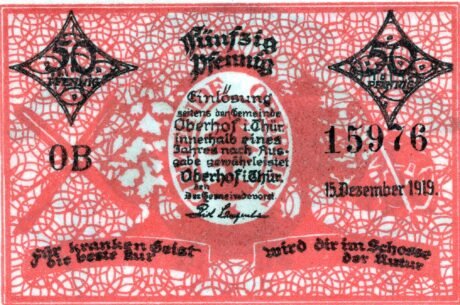 50
PFENNIG
Fünfzig
Pfennig
50
PFENNIG
Einlösung
seitens der Gemeinde
Oberhof i. Thür.
innerhalb eines
Jahres nach Aus-
gabe gewährleistet
Oberhof i. Thür.
den
Der Gemeindevorst.
OB
15976
15. Dezember 1919.
Für kranken Geist
die beste Kur
wird dir im Schosse
der Natur